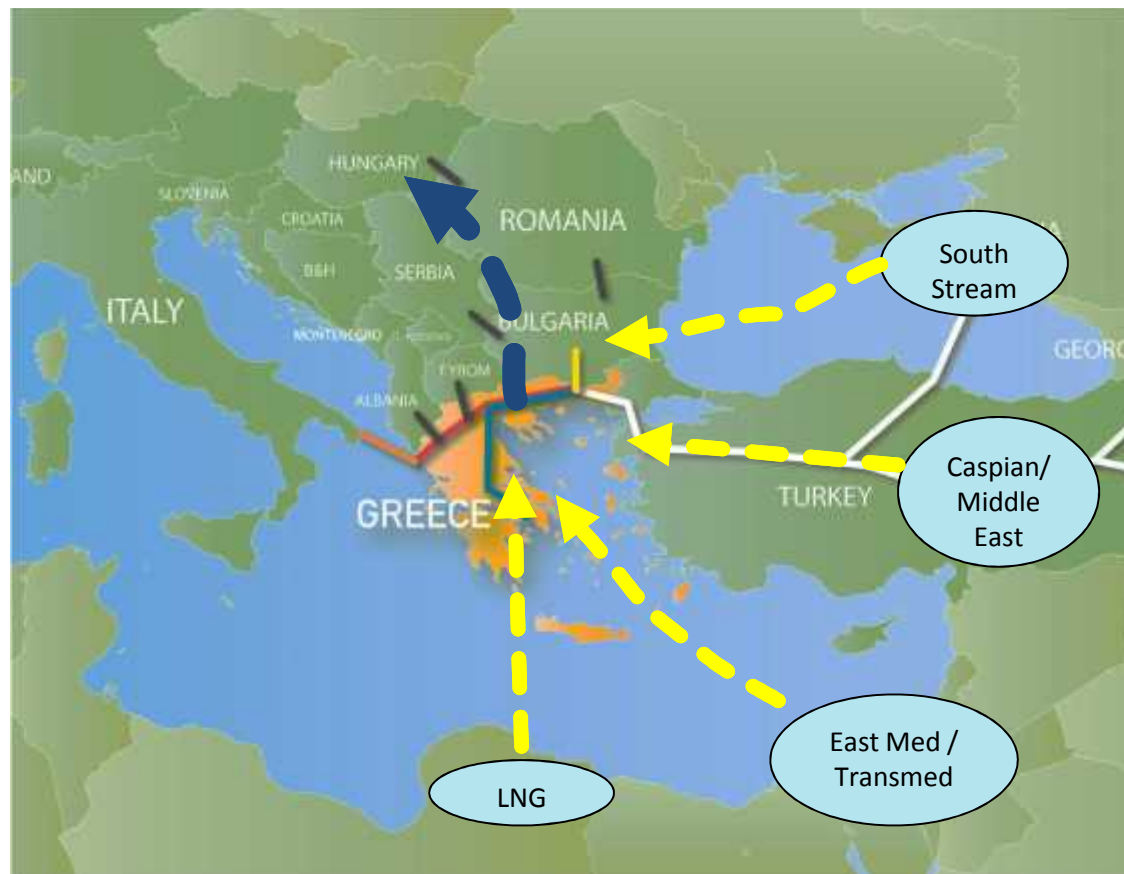 AND
HUNGARY
SLOVENIA
CROATIA
ROMANIA
B&H
SERBIA
ITALY
MONTENEGRO
BULGARIA
FYROM
ALBANIA
GREECE
TURKEY
GEORG
South
Stream
Caspian/
Middle
East
East Med /
Transmed
LNG